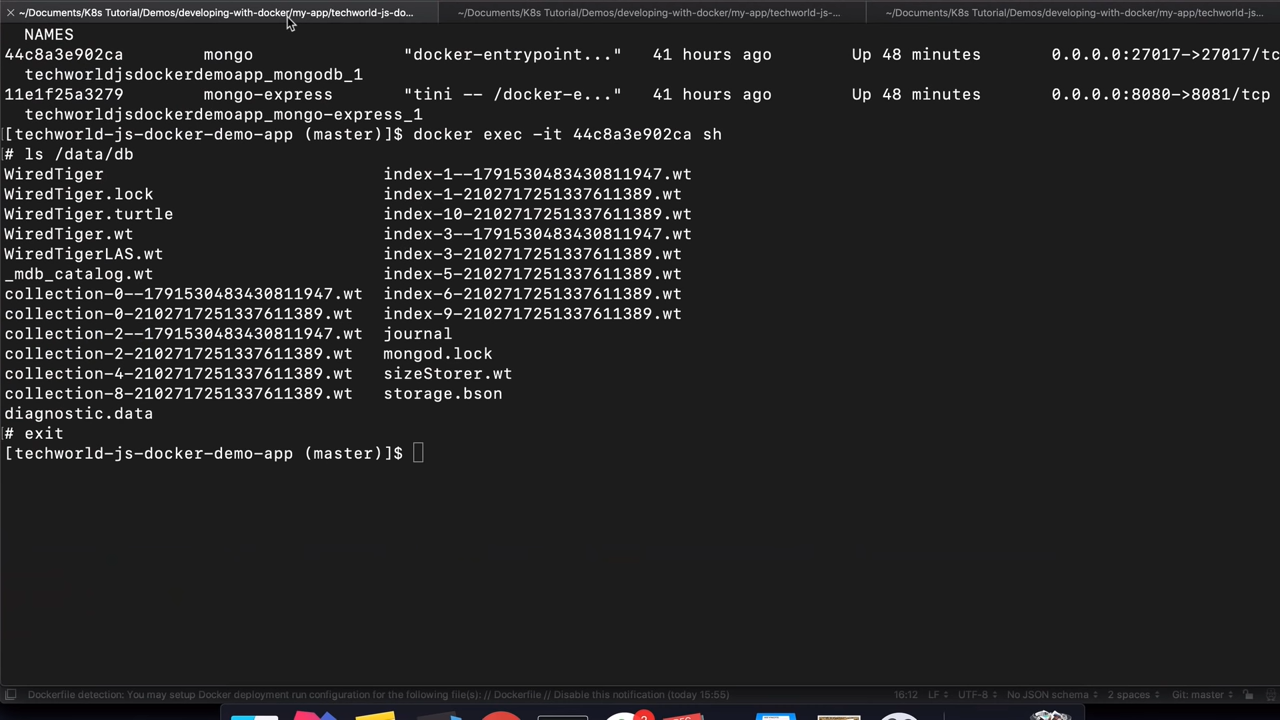 ~/Documents/K8s Tutorial/Demos/developing-with-docker/my-app/techworld-js-do...
~/Documents/K8s Tutorial/Demos/developing-with-docker/my-app/techworld-js-...
~/Documents/K8s Tutorial/Demos/developing-with-docker/my-app/techworld-js-...
NAMES
44c8a3e902ca mongo "docker-entrypoint..." 41 hours ago Up 48 minutes 0.0.0.0:27017->27017/tc
techworldjsdockerdemoapp_mongodb_1
11e1f25a3279 mongo-express "tini -- /docker-e..." 41 hours ago Up 48 minutes 0.0.0.0:8080->8081/tcp
techworldjsdockerdemoapp_mongo-express_1
[techworld-js-docker-demo-app (master)]$ docker exec -it 44c8a3e902ca sh
# ls /data/db
WiredTiger index-1--1791530483430811947.wt
WiredTiger.lock index-1-2102717251337611389.wt
WiredTiger.turtle index-10-2102717251337611389.wt
WiredTiger.wt index-3--1791530483430811947.wt
WiredTigerLAS.wt index-3-2102717251337611389.wt
_mdb_catalog.wt index-5-2102717251337611389.wt
collection-0--1791530483430811947.wt index-6-2102717251337611389.wt
collection-0-2102717251337611389.wt index-9-2102717251337611389.wt
collection-2--1791530483430811947.wt journal
collection-2-2102717251337611389.wt mongod.lock
collection-4-2102717251337611389.wt sizeStorer.wt
collection-8-2102717251337611389.wt storage.bson
diagnostic.data
# exit
[techworld-js-docker-demo-app (master)]$
Dockerfile detection: You may setup Docker deployment run configuration for the following file(s): // Dockerfile // Disable this notification (today 15:55) 16:12 LF UTF-8 No JSON schema 2 spaces Git: master